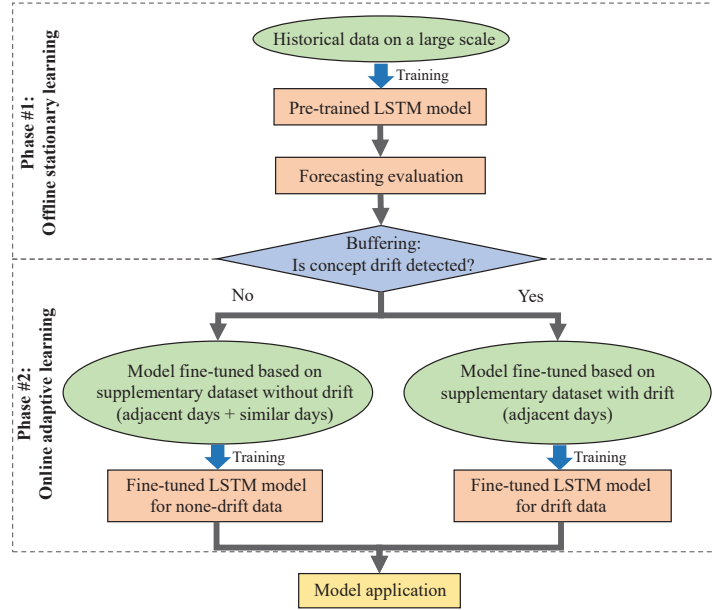 Phase #1:
Offline stationary learning
Historical data on a large scale
Training
Pre-trained LSTM model
Forecasting evaluation
Buffering:
Is concept drift detected?
Phase #2:
Online adaptive learning
No
Yes
Model fine-tuned based on
supplementary dataset without drift
(adjacent days + similar days)
Model fine-tuned based on
supplementary dataset with drift
(adjacent days)
Training
Training
Fine-tuned LSTM model
for none-drift data
Fine-tuned LSTM model
for drift data
Model application